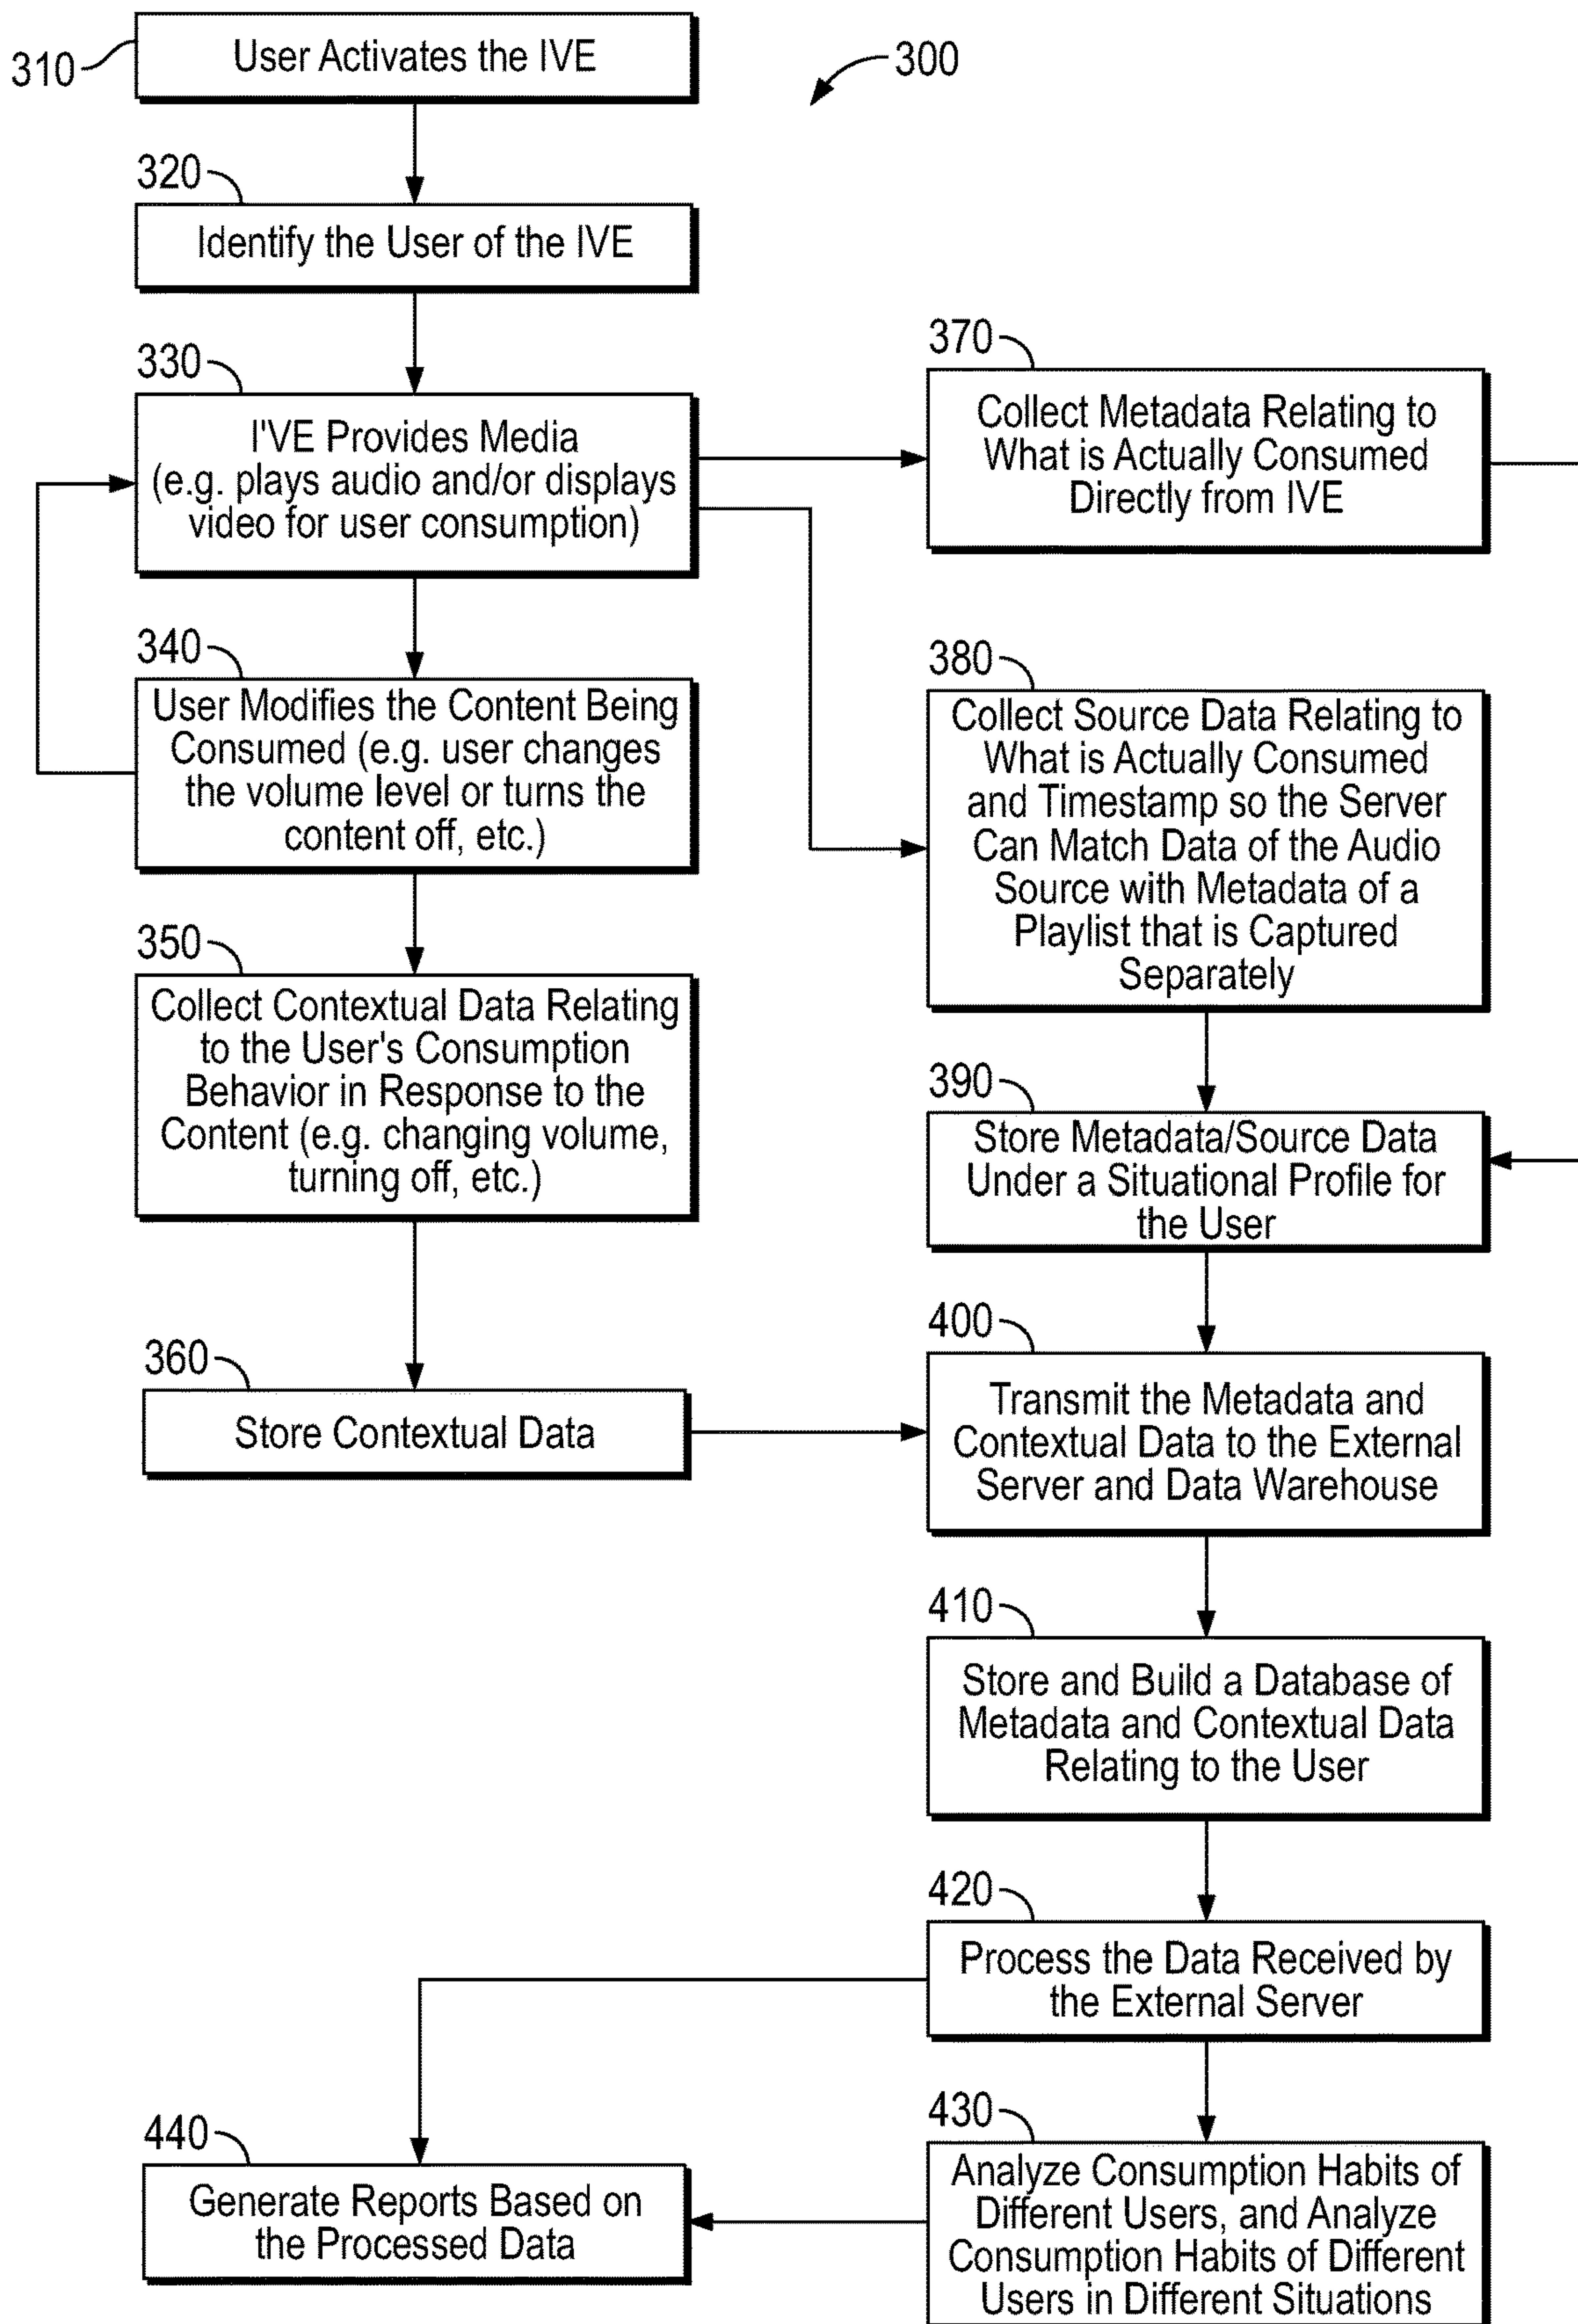 310
User Activates the IVE
300
320
Identify the User of the IVE
330
I'VE Provides Media
(e.g. plays audio and/or displays
video for user consumption)
340
User Modifies the Content Being
Consumed (e.g. user changes
the volume level or turns the
content off, etc.)
350
Collect Contextual Data Relating
to the User's Consumption
Behavior in Response to the
Content (e.g. changing volume,
turning off, etc.)
360
Store Contextual Data
370
Collect Metadata Relating to
What is Actually Consumed
Directly from IVE
380
Collect Source Data Relating to
What is Actually Consumed
and Timestamp so the Server
Can Match Data of the Audio
Source with Metadata of a
Playlist that is Captured
Separately
390
Store Metadata/Source Data
Under a Situational Profile for
the User
400
Transmit the Metadata and
Contextual Data to the External
Server and Data Warehouse
410
Store and Build a Database of
Metadata and Contextual Data
Relating to the User
420
Process the Data Received by
the External Server
430
Analyze Consumption Habits of
Different Users, and Analyze
Consumption Habits of Different
Users in Different Situations
440
Generate Reports Based on
the Processed Data